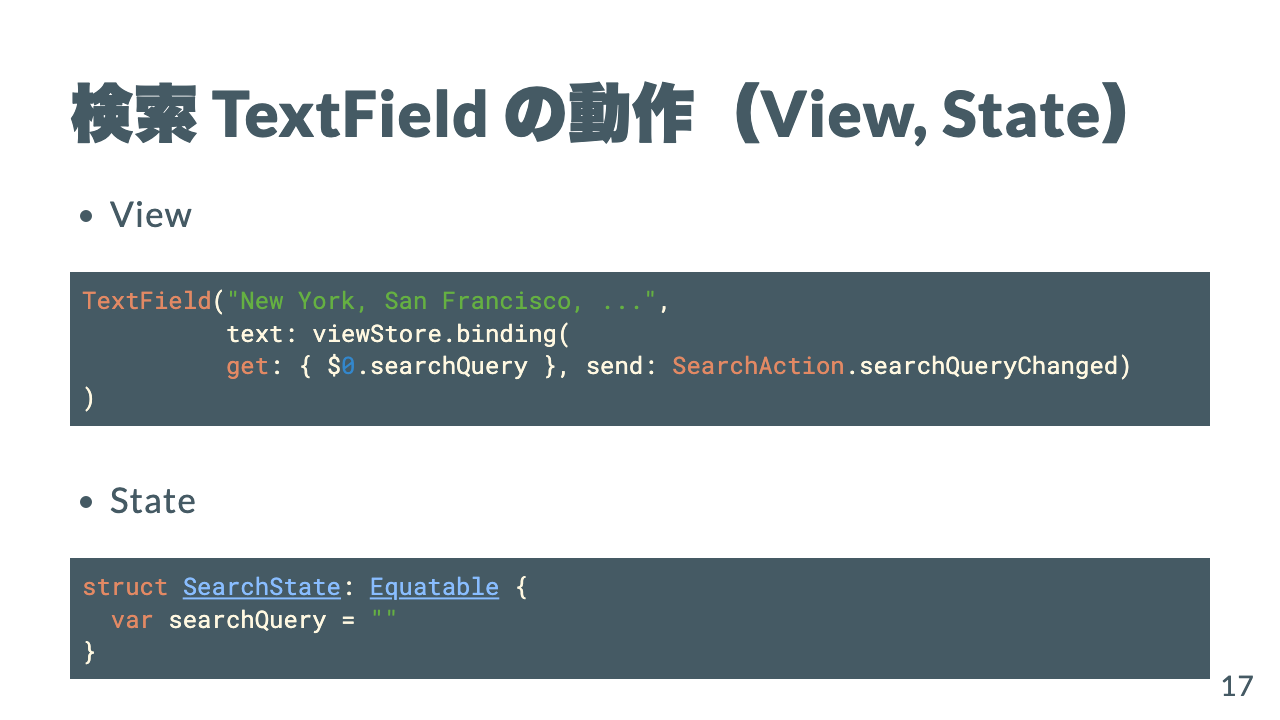 検索 TextField の動作（View, State）
• View
TextField("New York, San Francisco, ...",
          text: viewStore.binding(
          get: { $0.searchQuery }, send: SearchAction.searchQueryChanged)
)
• State
struct SearchState: Equatable {
  var searchQuery = ""
}
17